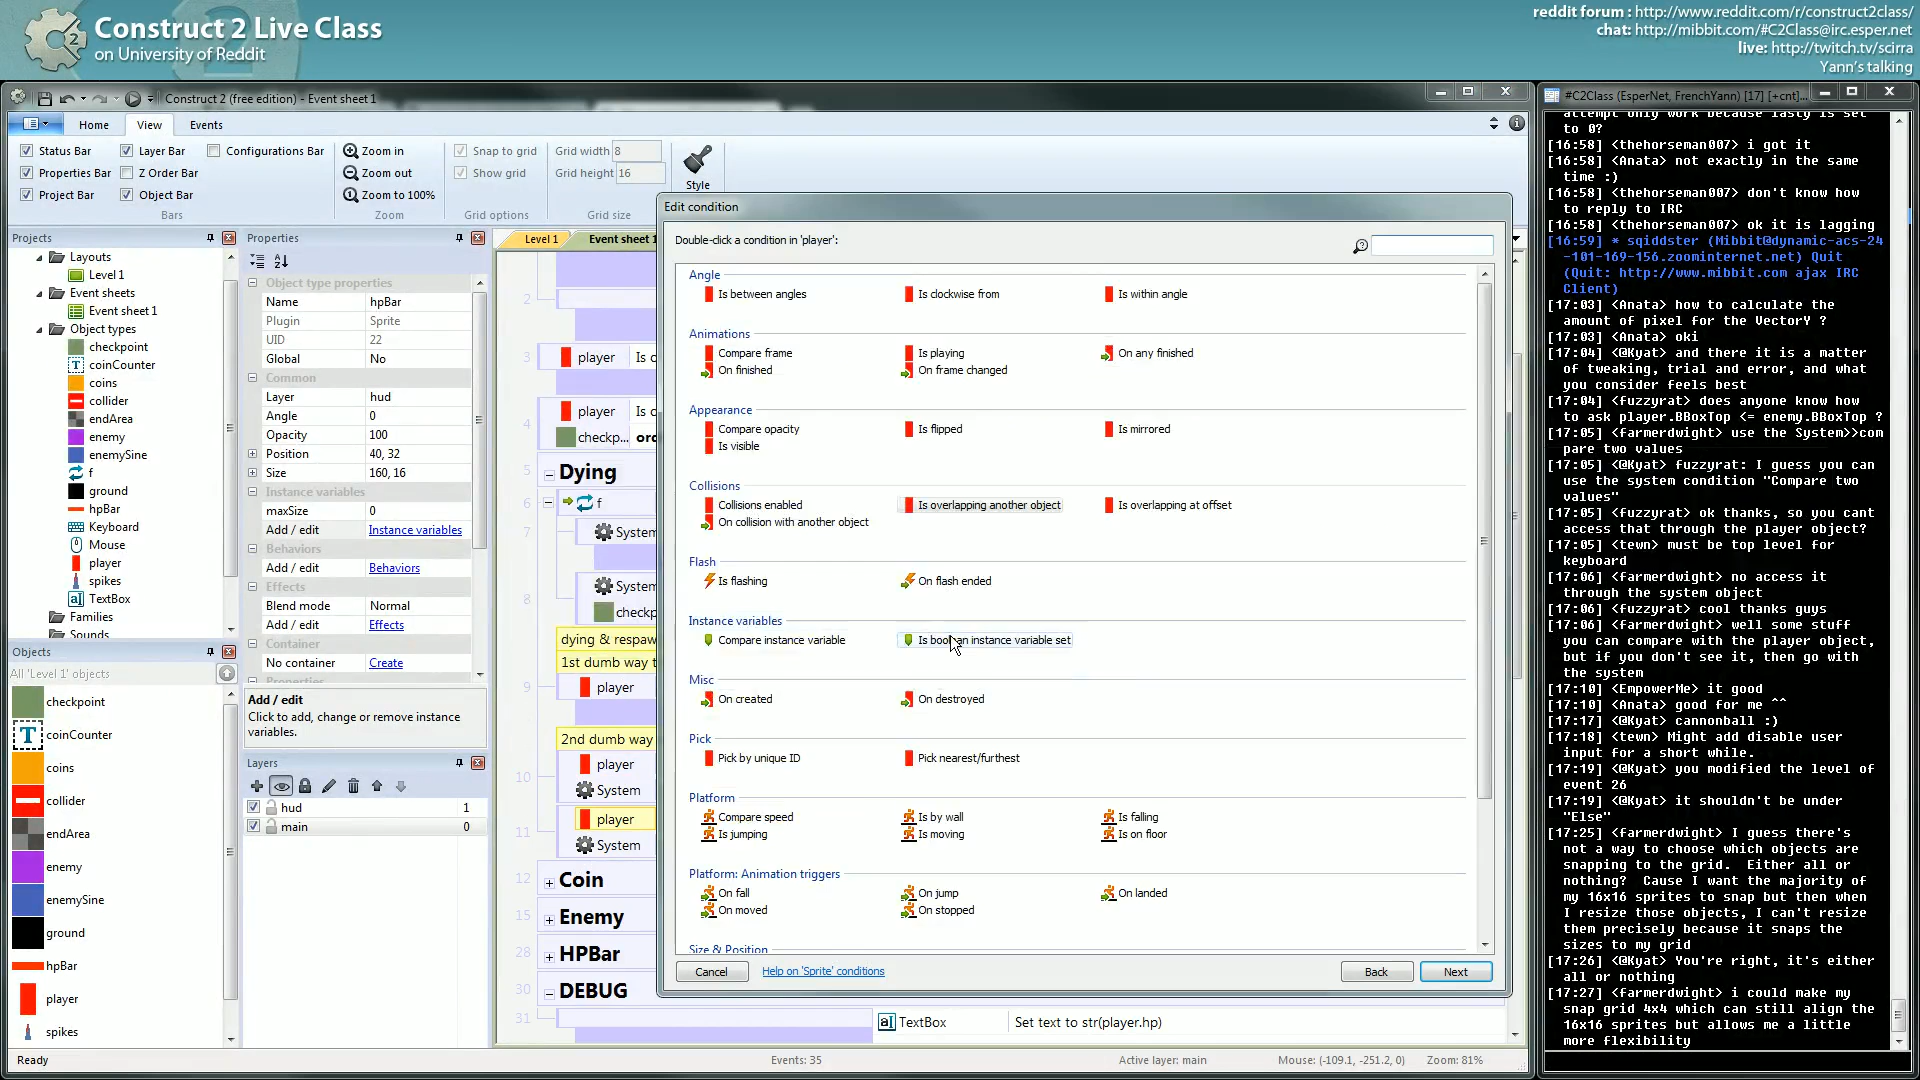 Construct 2 Live Class
on University of Reddit
reddit forum : http://www.reddit.com/r/construct2class/
chat: http://mibbit.com/#C2Class@irc.esper.net
live: http://twitch.tv/scirra
Yann's talking
Construct 2 (free edition) - Event sheet 1
Home View Events
Status Bar Layer Bar Configurations Bar
Properties Bar Z Order Bar
Project Bar Object Bar
Bars
Zoom in
Zoom out
Zoom to 100%
Zoom
Snap to grid
Show grid
Grid options
Grid width 8
Grid height 16
Grid size
Style
Projects
Layouts
Level 1
Event sheets
Event sheet 1
Object types
checkpoint
coinCounter
coins
collider
endArea
enemy
enemySine
f
ground
hpBar
Keyboard
Mouse
player
spikes
TextBox
Families
Sounds
Objects
All 'Level 1' objects
checkpoint
coinCounter
coins
collider
endArea
enemy
enemySine
ground
hpBar
player
spikes
Properties
Object type properties
Name hpBar
Plugin Sprite
UID 22
Global No
Common
Layer hud
Angle 0
Opacity 100
Position 40, 32
Size 160, 16
Instance variables
maxSize 0
Add / edit Instance variables
Behaviors
Add / edit Behaviors
Effects
Blend mode Normal
Add / edit Effects
Container
No container Create
Properties
Add / edit
Click to add, change or remove instance
variables.
Layers
hud 1
main 0
Level 1 Event sheet 1
2
3 player Is o
4 player Is o
checkp... ord
5 Dying
6 f
7 System
8 System
checkp
dying & respaw
1st dumb way t
9 player
2nd dumb way
10 player
System
11 player
System
12 Coin
15 Enemy
28 HPBar
30 DEBUG
31 TextBox Set text to str(player.hp)
Edit condition
Double-click a condition in 'player':
Angle
Is between angles Is clockwise from Is within angle
Animations
Compare frame Is playing On any finished
On finished On frame changed
Appearance
Compare opacity Is flipped Is mirrored
Is visible
Collisions
Collisions enabled Is overlapping another object Is overlapping at offset
On collision with another object
Flash
Is flashing On flash ended
Instance variables
Compare instance variable Is boolean instance variable set
Misc
On created On destroyed
Pick
Pick by unique ID Pick nearest/furthest
Platform
Compare speed Is by wall Is falling
Is jumping Is moving Is on floor
Platform: Animation triggers
On fall On jump On landed
On moved On stopped
Size & Position
Cancel Help on 'Sprite' conditions Back Next
Ready Events: 35 Active layer: main Mouse: (-109.1, -251.2, 0) Zoom: 81%
#C2Class (EsperNet, FrenchYann) [17] [+cnt]...
attempt only work because lasty is set
to 0?
[16:58] <thehorseman007> i got it
[16:58] <Anata> not exactly in the same
time :)
[16:58] <thehorseman007> don't know how
to reply to IRC
[16:58] <thehorseman007> ok it is lagging
[16:59] * sqiddster (Mibbit@dynamic-acs-24
-101-169-156.zoominternet.net) Quit
(Quit: http://www.mibbit.com ajax IRC
Client)
[17:03] <Anata> how to calculate the
amount of pixel for the VectorY ?
[17:03] <Anata> oki
[17:04] <@Kyat> and there it is a matter
of tweaking, trial and error, and what
you consider feels best
[17:04] <fuzzyrat> does anyone know how
to ask player.BBoxTop <= enemy.BBoxTop ?
[17:05] <farmerdwight> use the System>>com
pare two values
[17:05] <@Kyat> fuzzyrat: I guess you can
use the system condition "Compare two
values"
[17:05] <fuzzyrat> ok thanks, so you cant
access that through the player object?
[17:05] <tewn> must be top level for
keyboard
[17:06] <farmerdwight> no access it
through the system object
[17:06] <fuzzyrat> cool thanks guys
[17:06] <farmerdwight> well some stuff
you can compare with the player object,
but if you don't see it, then go with
the system
[17:10] <EmpowerMe> it good
[17:10] <Anata> good for me ^^
[17:17] <@Kyat> cannonball :)
[17:18] <tewn> Might add disable user
input for a short while.
[17:19] <@Kyat> you modified the level of
event 26
[17:19] <@Kyat> it shouldn't be under
"Else"
[17:25] <farmerdwight> I guess there's
not a way to choose which objects are
snapping to the grid.  Either all or
nothing?  Cause I want the majority of
my 16x16 sprites to snap but then when
I resize those objects, I can't resize
them precisely because it snaps the
sizes to my grid
[17:26] <@Kyat> You're right, it's either
all or nothing
[17:27] <farmerdwight> i could make my
snap grid 4x4 which can still align the
16x16 sprites but allows me a little
more flexibility